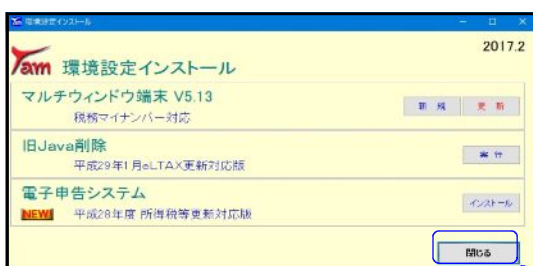 環境設定インストール
2017.2
Tam 環境設定インストール
マルチウィンドウ端末 V5.13
税務マイナンバー対応
新規
更新
旧Java削除
平成29年1月eLTAX更新対応版
実行
電子申告システム
NEW! 平成28年度 所得税等更新対応版
インストール
閉じる